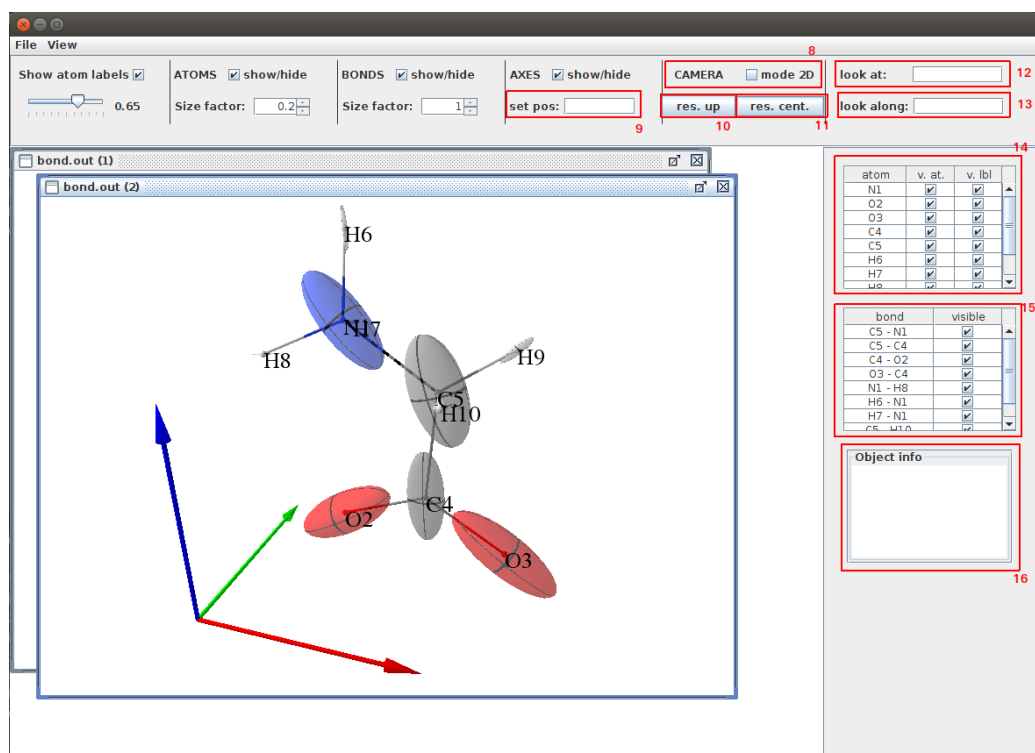 File View
8
Show atom labels ATOMS show/hide BONDS show/hide AXES show/hide CAMERA mode 2D look at: 12
0.65 Size factor: 0.2 Size factor: 1 set pos: res. up res. cent. look along: 13
9 10 11
14
bond.out (1)
bond.out (2)
atom v. at. v. lbl
N1
O2
O3
C4
C5
H6
H7
H8
15
bond visible
C5 - N1
C5 - C4
C4 - O2
O3 - C4
N1 - H8
H6 - N1
H7 - N1
C5 - H10
Object info
16
H6
N1
H7
H8
H9
C5
H10
C4
O2
O3